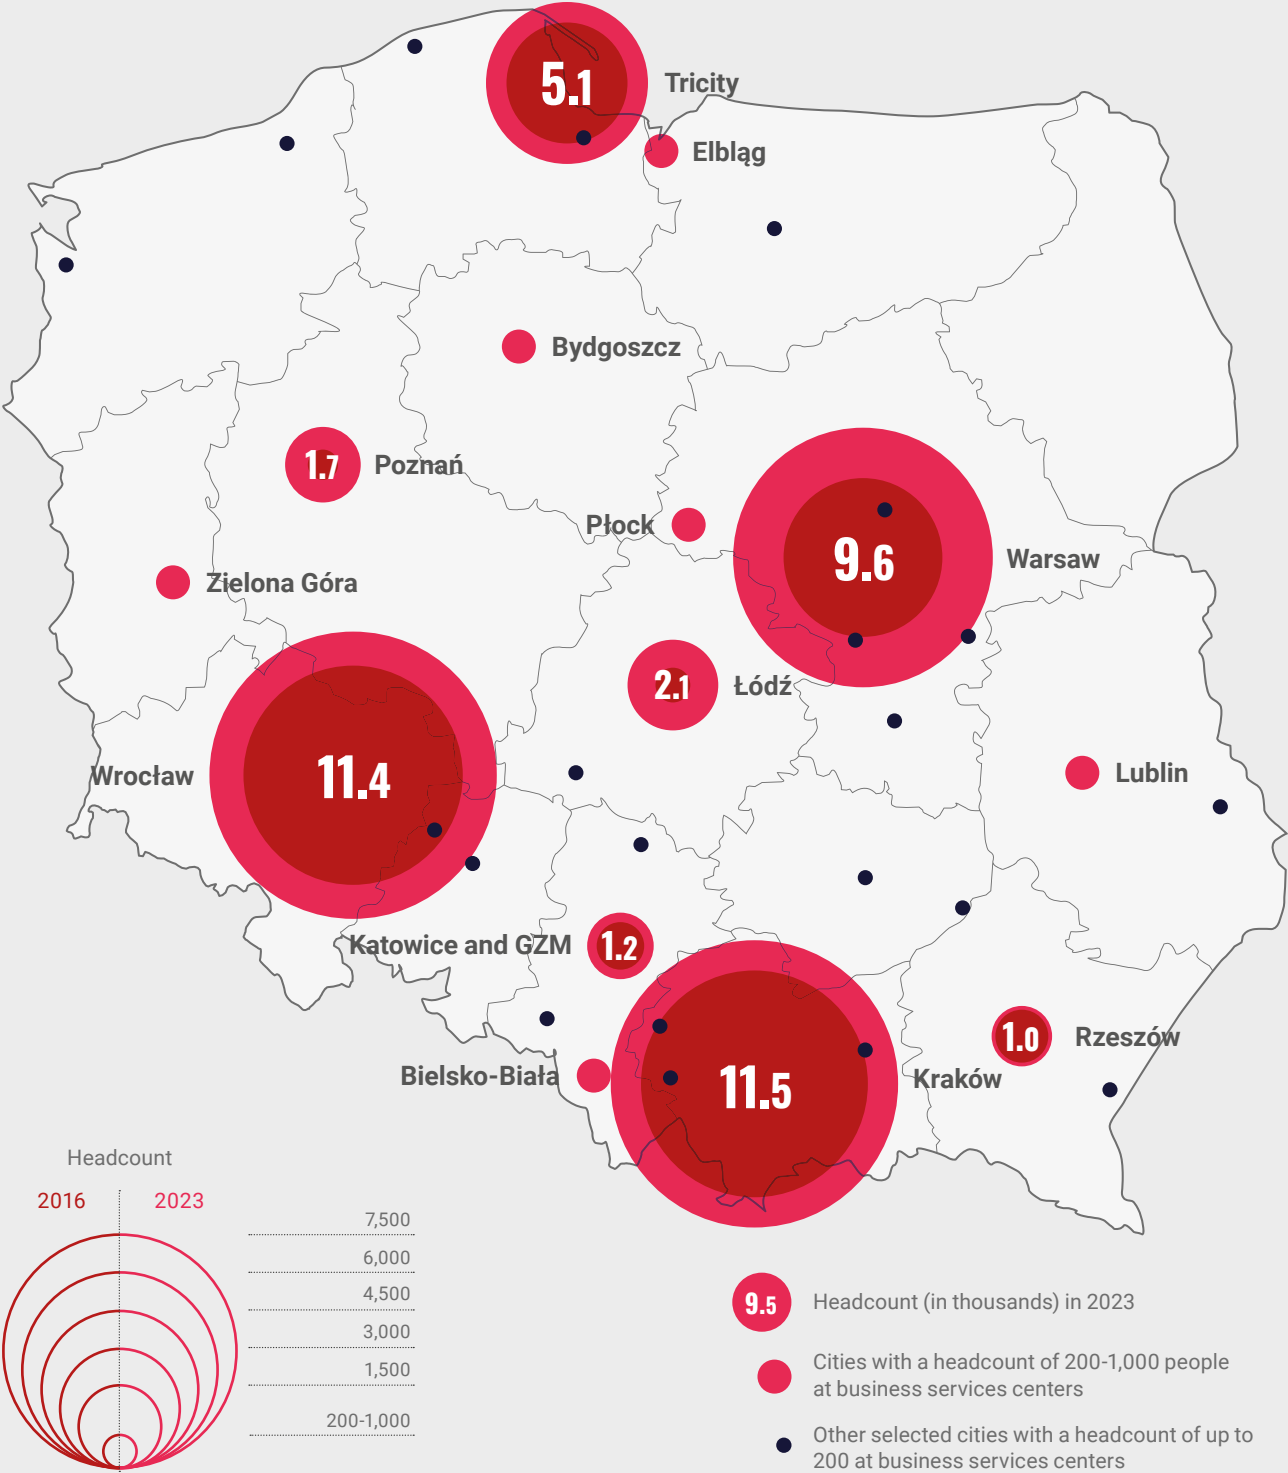 5.1
Tricity
Elbląg
Bydgoszcz
1.7
Poznań
Płock
9.6
Warsaw
Zielona Góra
2.1
Łódź
11.4
Wrocław
Lublin
Katowice and GZM
1.2
1.0
Rzeszów
Bielsko-Biała
11.5
Kraków
Headcount
2016
2023
7,500
6,000
4,500
3,000
1,500
200-1,000
9.5
Headcount (in thousands) in 2023
Cities with a headcount of 200-1,000 people
at business services centers
Other selected cities with a headcount of up to
200 at business services centers